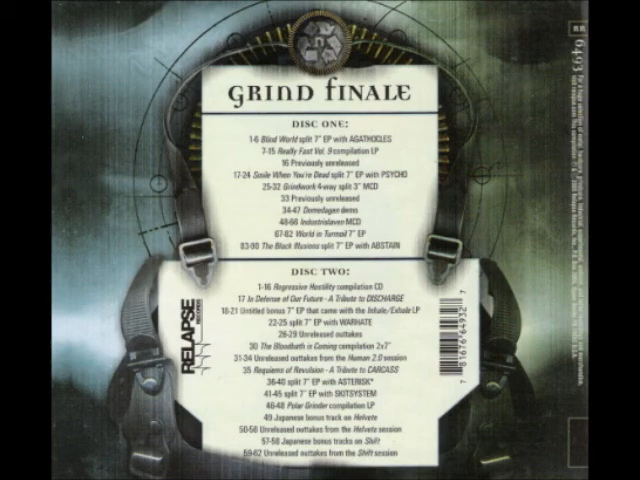 GRIND FINALE
DISC ONE:
1-6 Blind World split 7" EP with AGATHOCLES
7-15 Really Fast Vol. 9 compilation LP
16 Previously unreleased
17-24 Smile When You're Dead split 7" EP with PSYCHO
25-32 Grindwork 4-way split 3" MCD
33 Previously unreleased
34-47 Domedagen demo
48-66 Industrislaven MCD
67-82 World in Turmoil 7" EP
83-90 The Black Illusions split 7" EP with ABSTAIN
DISC TWO:
1-16 Regressive Hostility compilation CD
17 In Defense of Our Future - A Tribute to DISCHARGE
18-21 Untitled bonus 7" EP that came with the Inhale/Exhale LP
22-25 split 7" EP with WARHATE
26-29 Unreleased outtakes
30 The Bloodbath is Coming compilation 2x7"
31-34 Unreleased outtakes from the Human 2.0 session
35 Requiems of Revulsion - A Tribute to CARCASS
36-40 split 7" EP with ASTERISK*
41-45 split 7" EP with SKITSYSTEM
46-48 Polar Grinder compilation LP
49 Japanese bonus track on Helvete
50-56 Unreleased outtakes from the Helvete session
57-58 Japanese bonus tracks on Shift
59-62 Unreleased outtakes from the Shift session
RELAPSE
RECORDS
7 81676 64932 7
RR 6493